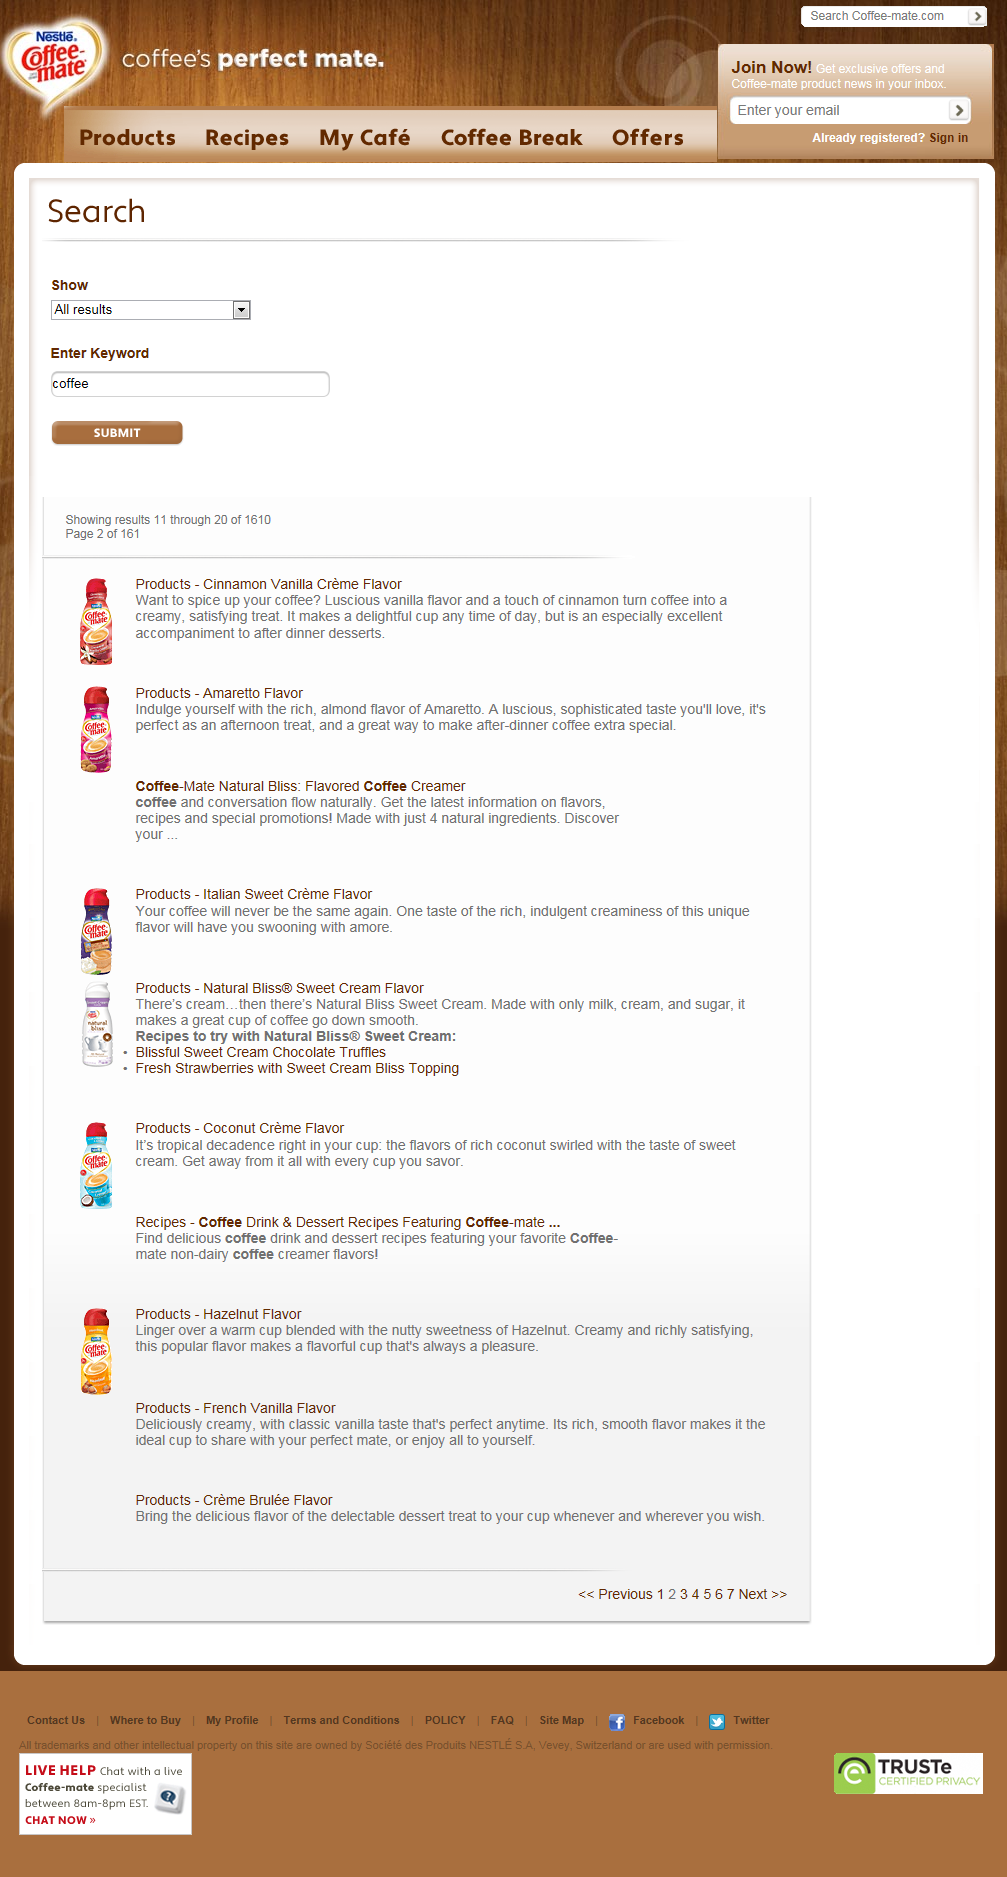 Search Coffee-mate.com
Nestlé
Coffee-
mate
coffee's perfect mate.
Join Now! Get exclusive offers and
Coffee-mate product news in your inbox.
Enter your email
Already registered? Sign in
Products Recipes My Café Coffee Break Offers
Search
Show
All results
Enter Keyword
coffee
SUBMIT
Showing results 11 through 20 of 1610
Page 2 of 161
Products - Cinnamon Vanilla Crème Flavor
Want to spice up your coffee? Luscious vanilla flavor and a touch of cinnamon turn coffee into a
creamy, satisfying treat. It makes a delightful cup any time of day, but is an especially excellent
accompaniment to after dinner desserts.
Coffee-
mate
Products - Amaretto Flavor
Indulge yourself with the rich, almond flavor of Amaretto. A luscious, sophisticated taste you'll love, it's
perfect as an afternoon treat, and a great way to make after-dinner coffee extra special.
Coffee-
mate
Coffee-Mate Natural Bliss: Flavored Coffee Creamer
coffee and conversation flow naturally. Get the latest information on flavors,
recipes and special promotions! Made with just 4 natural ingredients. Discover
your ...
Products - Italian Sweet Crème Flavor
Your coffee will never be the same again. One taste of the rich, indulgent creaminess of this unique
flavor will have you swooning with amore.
Coffee-
mate
Products - Natural Bliss® Sweet Cream Flavor
There's cream…then there's Natural Bliss Sweet Cream. Made with only milk, cream, and sugar, it
makes a great cup of coffee go down smooth.
natural
bliss
Recipes to try with Natural Bliss® Sweet Cream:
• Blissful Sweet Cream Chocolate Truffles
• Fresh Strawberries with Sweet Cream Bliss Topping
Products - Coconut Crème Flavor
It's tropical decadence right in your cup: the flavors of rich coconut swirled with the taste of sweet
cream. Get away from it all with every cup you savor.
Coffee-
mate
Recipes - Coffee Drink & Dessert Recipes Featuring Coffee-mate ...
Find delicious coffee drink and dessert recipes featuring your favorite Coffee-
mate non-dairy coffee creamer flavors!
Products - Hazelnut Flavor
Linger over a warm cup blended with the nutty sweetness of Hazelnut. Creamy and richly satisfying,
this popular flavor makes a flavorful cup that's always a pleasure.
Coffee-
mate
Products - French Vanilla Flavor
Deliciously creamy, with classic vanilla taste that's perfect anytime. Its rich, smooth flavor makes it the
ideal cup to share with your perfect mate, or enjoy all to yourself.
Products - Crème Brulée Flavor
Bring the delicious flavor of the delectable dessert treat to your cup whenever and wherever you wish.
<< Previous 1 2 3 4 5 6 7 Next >>
Contact Us | Where to Buy | My Profile | Terms and Conditions | POLICY | FAQ | Site Map | Facebook | Twitter
All trademarks and other intellectual property on this site are owned by Société des Produits NESTLÉ S.A, Vevey, Switzerland or are used with permission.
LIVE HELP Chat with a live
Coffee-mate specialist
between 8am-8pm EST.
CHAT NOW »
TRUSTe
CERTIFIED PRIVACY